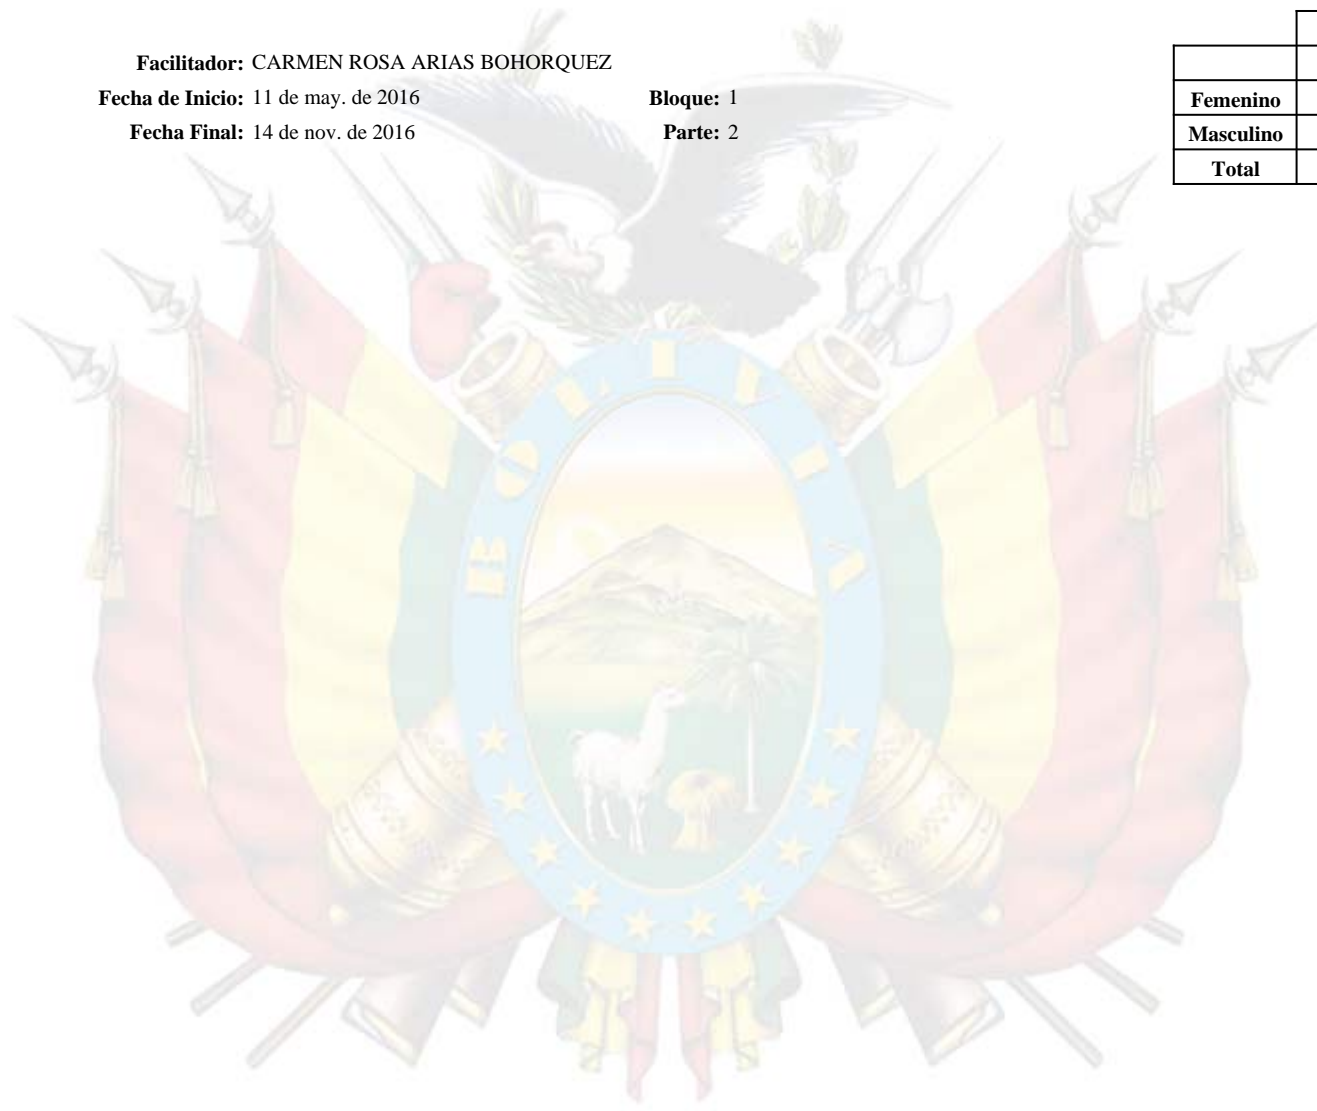 Facilitador: CARMEN ROSA ARIAS BOHORQUEZ
Fecha de Inicio: 11 de may. de 2016 Bloque: 1
Fecha Final: 14 de nov. de 2016 Parte: 2
Femenino
Masculino
Total
BOLIVIA